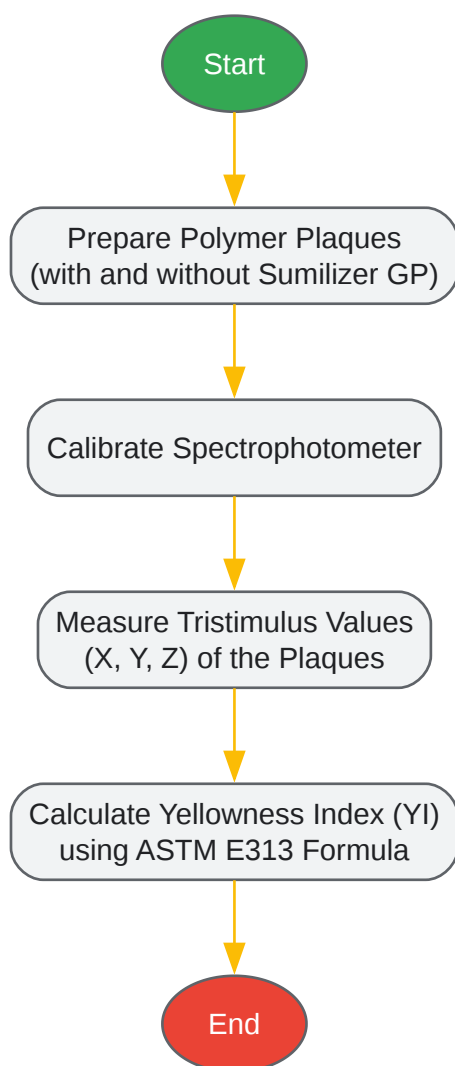 Start
Prepare Polymer Plaques
(with and without Sumilizer GP)
Calibrate Spectrophotometer
Measure Tristimulus Values
(X, Y, Z) of the Plaques
Calculate Yellowness Index (YI)
using ASTM E313 Formula
End